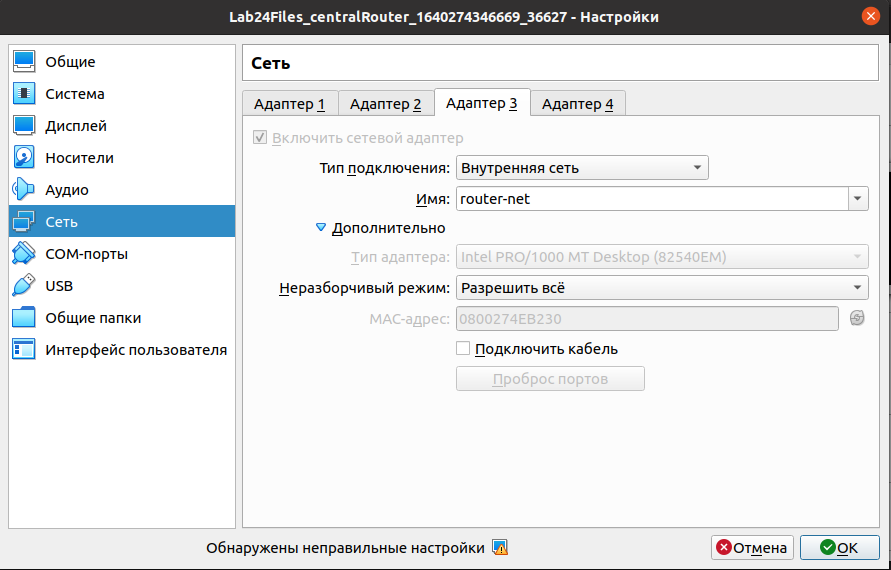 Lab24Files_centralRouter_1640274346669_36627 - Настройки
Общие
Система
Дисплей
Носители
Аудио
Сеть
COM-порты
USB
Общие папки
Интерфейс пользователя
Сеть
Адаптер 1 Адаптер 2 Адаптер 3 Адаптер 4
Включить сетевой адаптер
Тип подключения: Внутренняя сеть
Имя: router-net
Дополнительно
Тип адаптера: Intel PRO/1000 MT Desktop (82540EM)
Неразборчивый режим: Разрешить всё
MAC-адрес: 0800274EB230
Подключить кабель
Проброс портов
Обнаружены неправильные настройки
Отмена OK